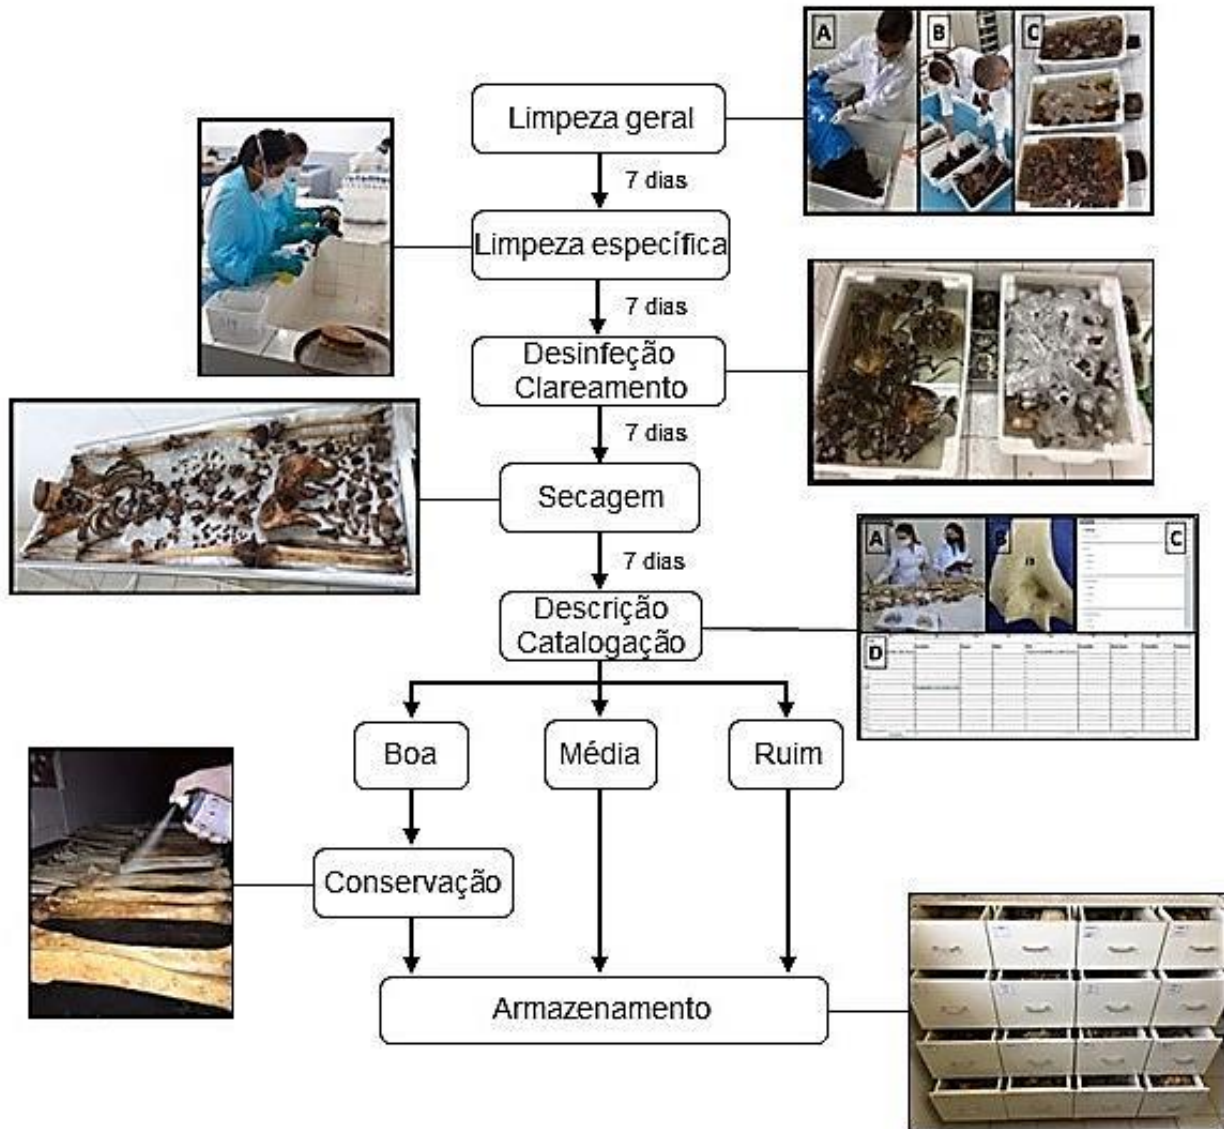 A
B
C
Limpeza geral
7 dias
Limpeza específica
7 dias
Desinfeção
Clareamento
7 dias
Secagem
7 dias
Descrição
Catalogação
A
B
C
D
Boa
Média
Ruim
Conservação
Armazenamento